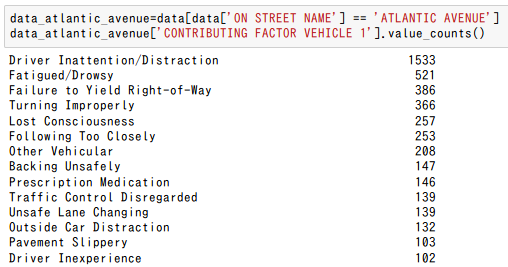 data_atlantic_avenue=data[data['ON STREET NAME'] == 'ATLANTIC AVENUE']
data_atlantic_avenue['CONTRIBUTING FACTOR VEHICLE 1'].value_counts()
Driver Inattention/Distraction 1533
Fatigued/Drowsy 521
Failure to Yield Right-of-Way 386
Turning Improperly 366
Lost Consciousness 257
Following Too Closely 253
Other Vehicular 208
Backing Unsafely 147
Prescription Medication 146
Traffic Control Disregarded 139
Unsafe Lane Changing 139
Outside Car Distraction 132
Pavement Slippery 103
Driver Inexperience 102